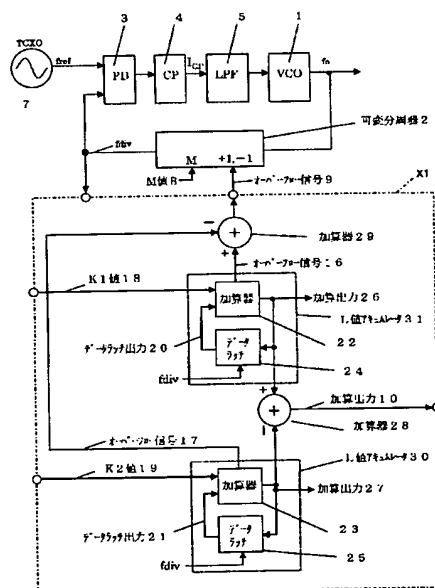 3
4
5
1
TCXO
fref
PD
CP
I_CP
LPF
VCO
fo
7
可変分周器2
fdiv
M
+1,-1
M値8
オーバーフロー信号9
X1
−
+
加算器29
+
オーバーフロー信号16
K1値18
加算器
加算出力26
L値アキュムレータ31
データラッチ出力20
22
データ
ラッチ
24
fdiv
+
加算出力10
+
−
加算器28
オーバーフロー信号17
L値アキュムレータ30
K2値19
加算器
加算出力27
23
データラッチ出力21
データ
ラッチ
25
fdiv